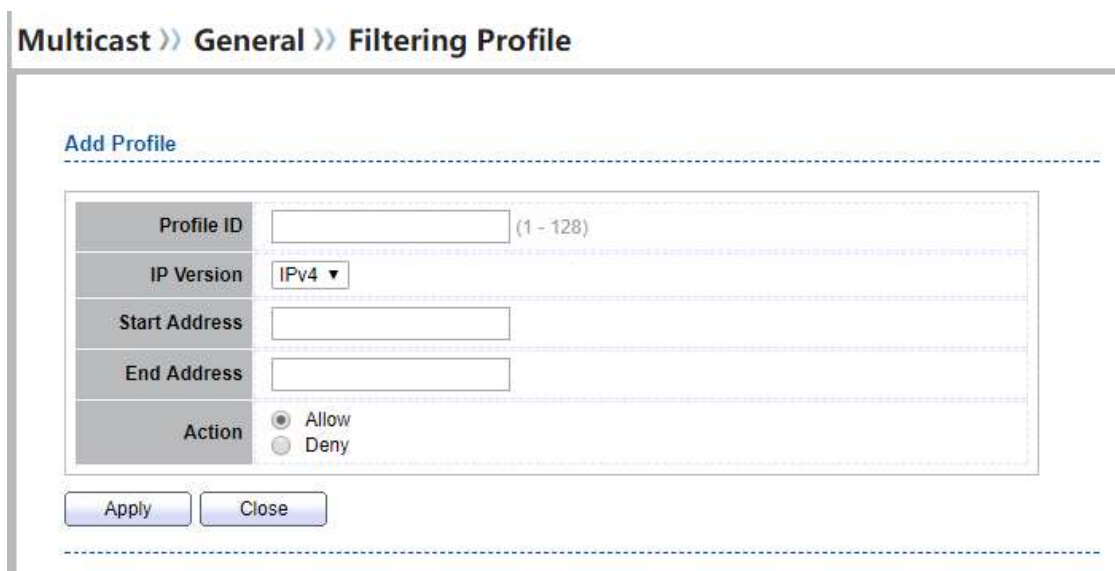 Multicast 》 General 》 Filtering Profile
Add Profile
Profile ID (1 - 128)
IP Version IPv4 ▼
Start Address
End Address
Action Allow
Deny
Apply Close